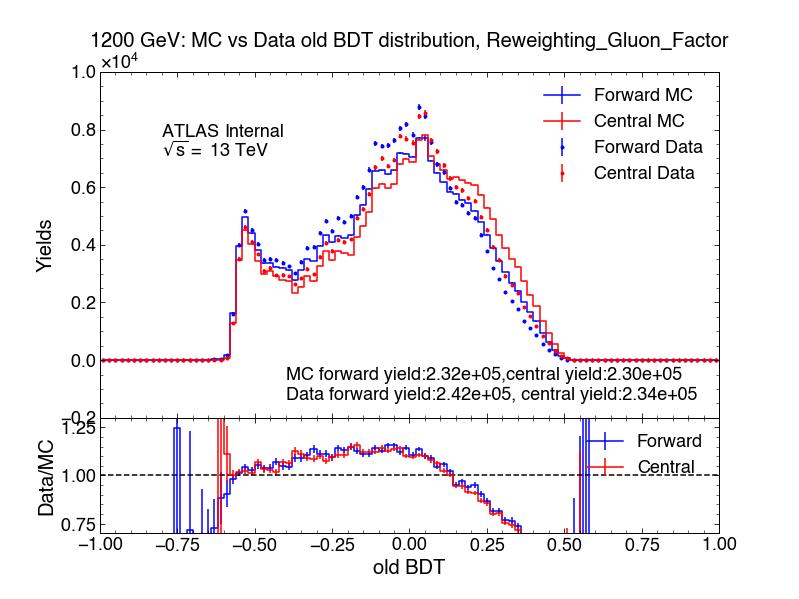 1200 GeV: MC vs Data old BDT distribution, Reweighting_Gluon_Factor
×10⁴
1.0
0.8
0.6
0.4
0.2
0.0
−0.2
Yields
ATLAS Internal
√s = 13 TeV
Forward MC
Central MC
Forward Data
Central Data
MC forward yield:2.32e+05,central yield:2.30e+05
Data forward yield:2.42e+05, central yield:2.34e+05
1.25
1.00
0.75
Data/MC
Forward
Central
−1.00 −0.75 −0.50 −0.25 0.00 0.25 0.50 0.75 1.00
old BDT